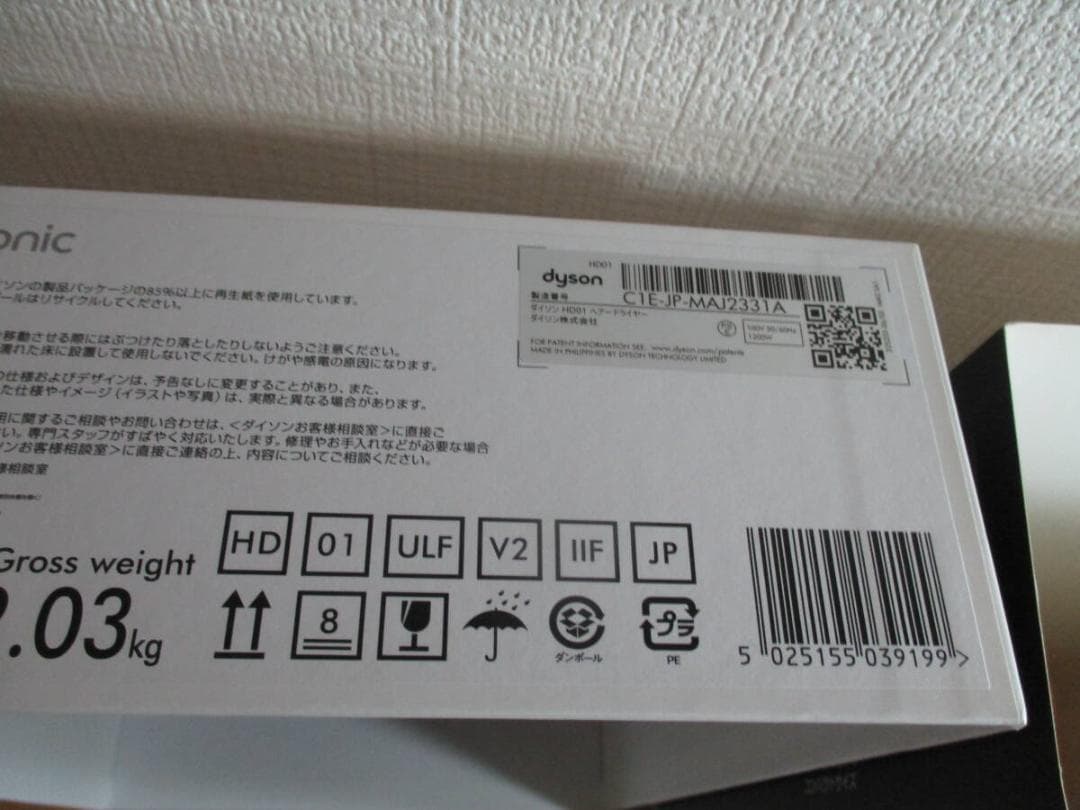 onic
イソンの製品パッケージの85%以上に再生紙を使用しています。
ールはリサイクルしてください。
移動させる際にはぶつけたり落としたりしないようご注意ください。
濡れた床に設置して使用しないでください。けがや感電の原因になります。
の仕様およびデザインは、予告なしに変更することがあり、また、
た仕様やイメージ（イラストや写真）は、実際と異なる場合があります。
用に関するご相談やお問い合わせは、＜ダイソンお客様相談室＞に直接ご
い。専門スタッフがすばやく対応いたします。修理やお手入れなどが必要な場合
ソンお客様相談室＞に直接ご連絡の上、内容についてご相談ください。
様相談室
HD01
dyson
製造番号
C1E-JP-MAJ2331A
ダイソン HD01 ヘアードライヤー
ダイソン株式会社
100V 50/60Hz
1200W
FOR PATENT INFORMATION SEE: www.dyson.com/patents
MADE IN PHILIPPINES BY DYSON TECHNOLOGY LIMITED
Gross weight
.03kg
HD 01 ULF V2 IIF JP
8
ダンボール
プラ
PE
5 025155 039199 >